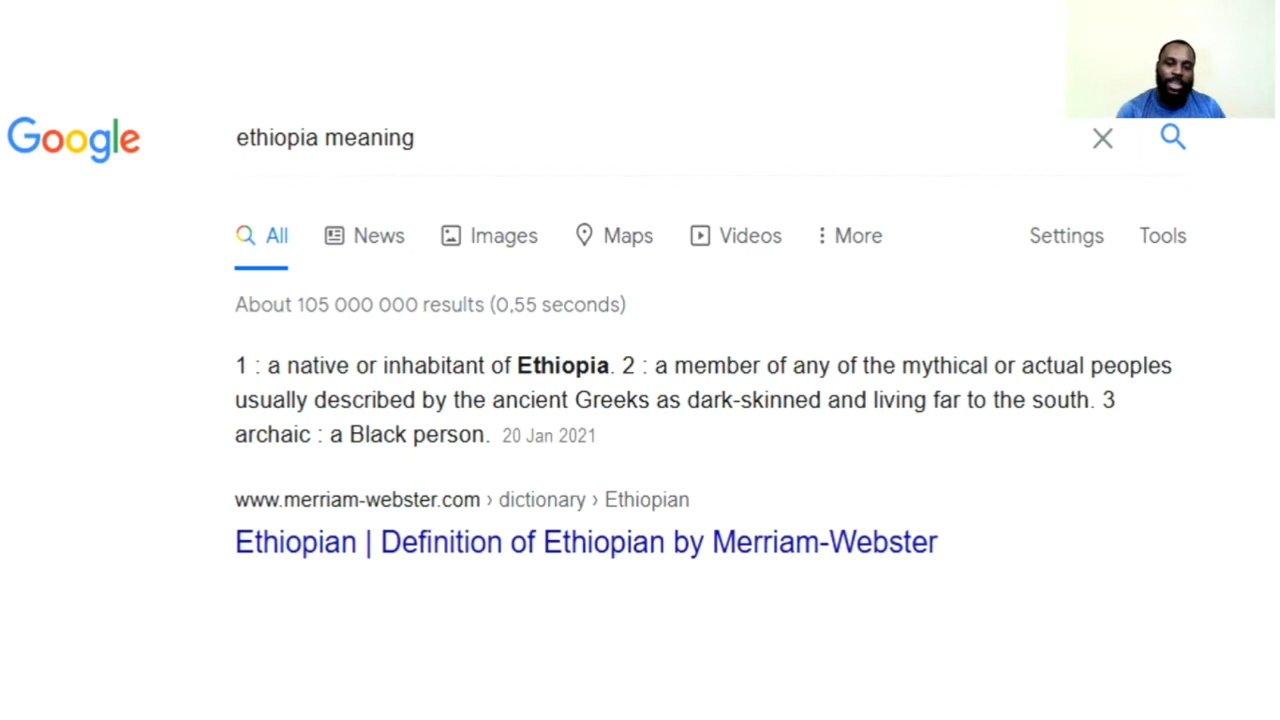 Google
ethiopia meaning
All News Images Maps Videos More Settings Tools
About 105 000 000 results (0,55 seconds)
1 : a native or inhabitant of Ethiopia. 2 : a member of any of the mythical or actual peoples
usually described by the ancient Greeks as dark-skinned and living far to the south. 3
archaic : a Black person. 20 Jan 2021
www.merriam-webster.com › dictionary › Ethiopian
Ethiopian | Definition of Ethiopian by Merriam-Webster